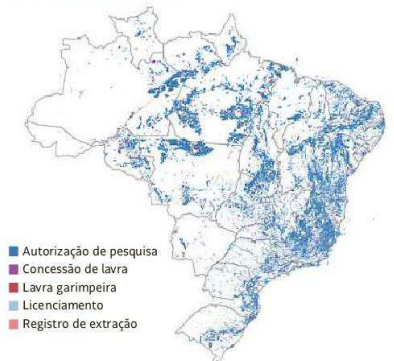 Autorização de pesquisa
Concessão de lavra
Lavra garimpeira
Licenciamento
Registro de extração